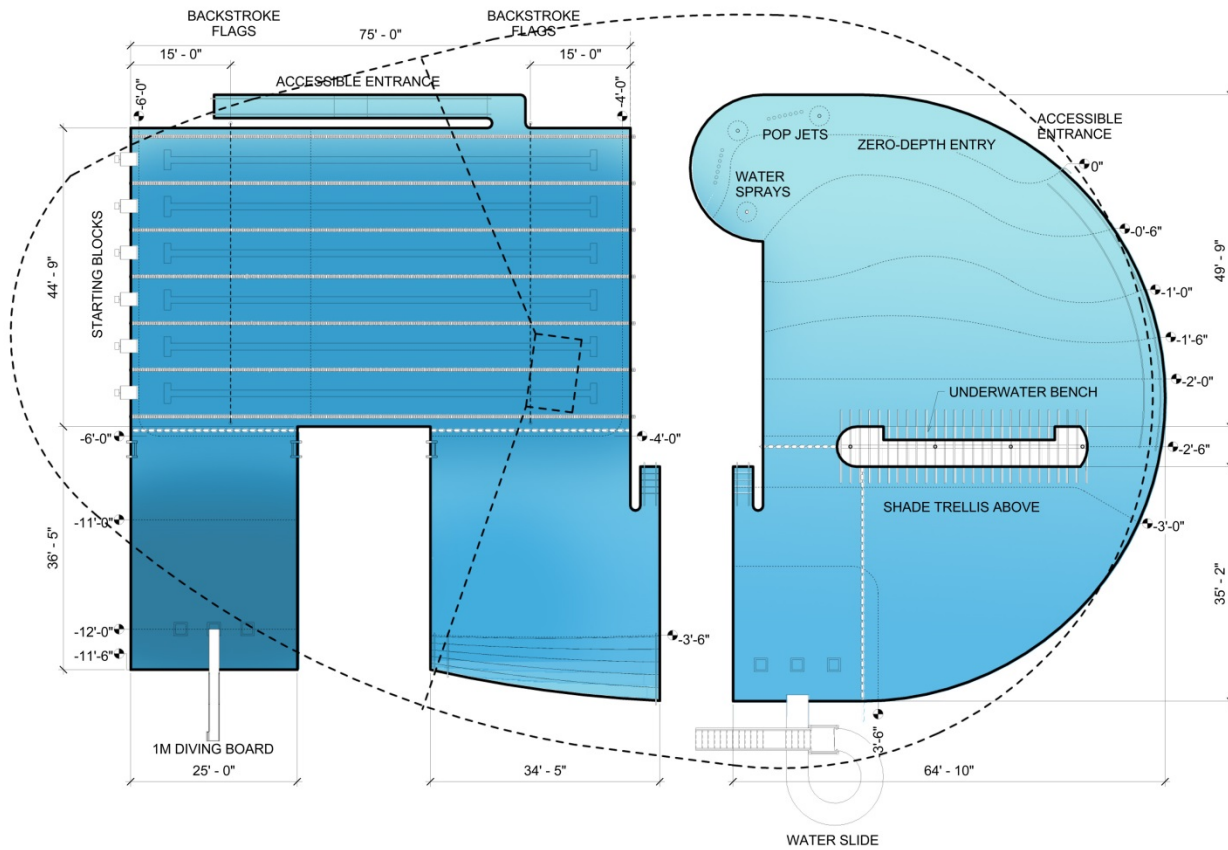 BACKSTROKE
FLAGS
BACKSTROKE
FLAGS
75' - 0"
15' - 0"
15' - 0"
ACCESSIBLE ENTRANCE
-6'-0"
-4'-0"
44' - 9"
STARTING BLOCKS
POP JETS
ZERO-DEPTH ENTRY
ACCESSIBLE
ENTRANCE
0"
WATER
SPRAYS
-0'-6"
49' - 9"
-1'-0"
-1'-6"
-2'-0"
UNDERWATER BENCH
-6'-0"
-4'-0"
-2'-6"
SHADE TRELLIS ABOVE
-11'-0"
-3'-0"
36' - 5"
35' - 2"
-12'-0"
-3'-6"
-11'-6"
3'-6"
1M DIVING BOARD
25' - 0"
34' - 5"
64' - 10"
WATER SLIDE